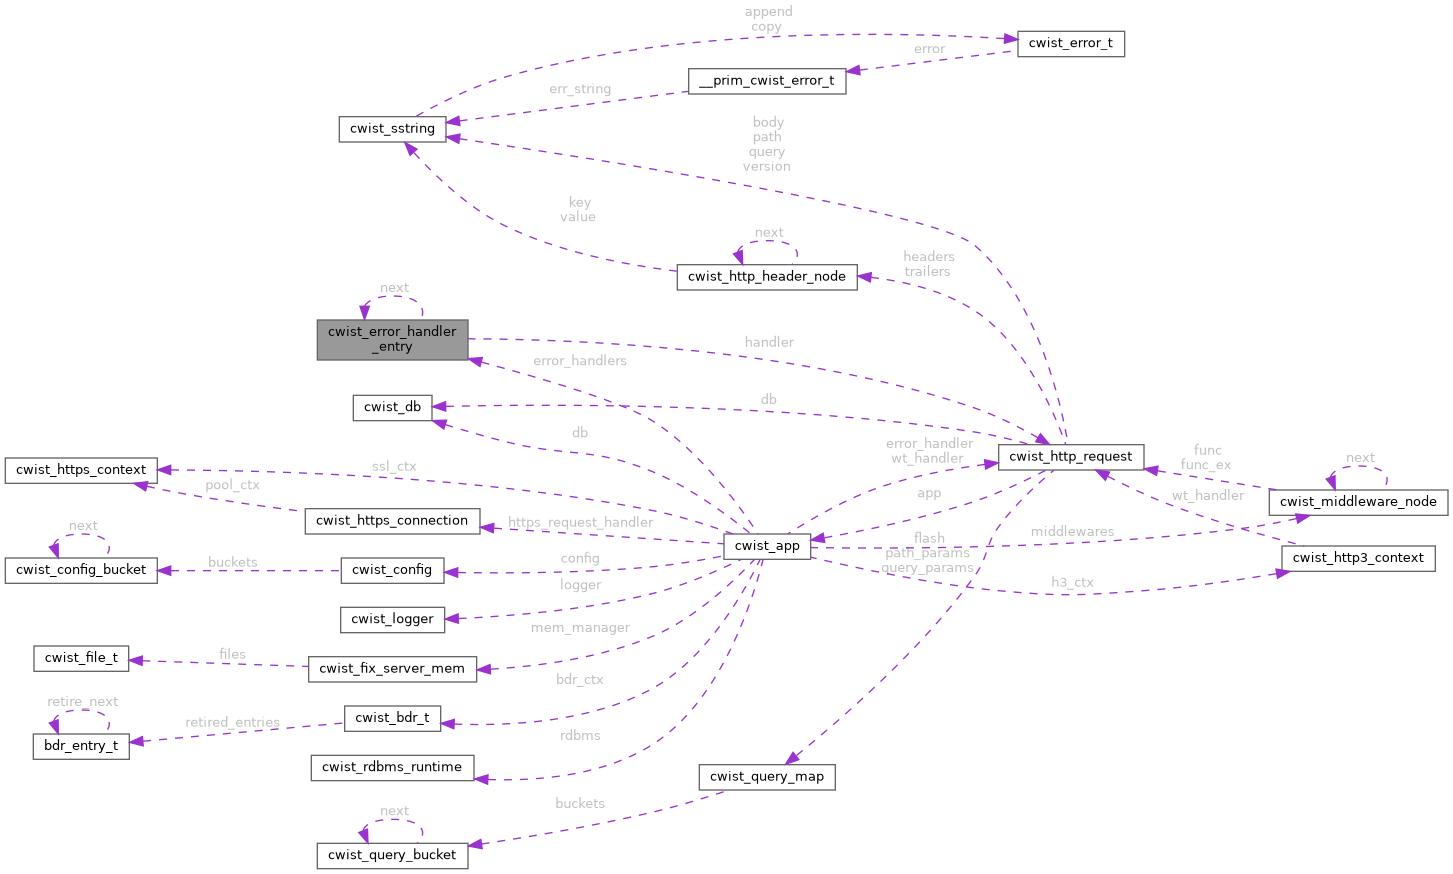 append
copy
cwist_error_t
error
__prim_cwist_error_t
err_string
cwist_sstring
body
path
query
version
key
value
next
cwist_http_header_node
headers
trailers
next
cwist_error_handler
_entry
handler
error_handlers
cwist_db
db
db
error_handler
wt_handler
cwist_http_request
func
func_ex
next
cwist_middleware_node
cwist_https_context
ssl_ctx
pool_ctx
app
wt_handler
cwist_https_connection
https_request_handler
cwist_app
flash
path_params
query_params
middlewares
cwist_http3_context
h3_ctx
next
cwist_config_bucket
buckets
cwist_config
config
logger
cwist_logger
mem_manager
cwist_file_t
files
cwist_fix_server_mem
bdr_ctx
retire_next
bdr_entry_t
retired_entries
cwist_bdr_t
rdbms
cwist_rdbms_runtime
cwist_query_map
buckets
next
cwist_query_bucket